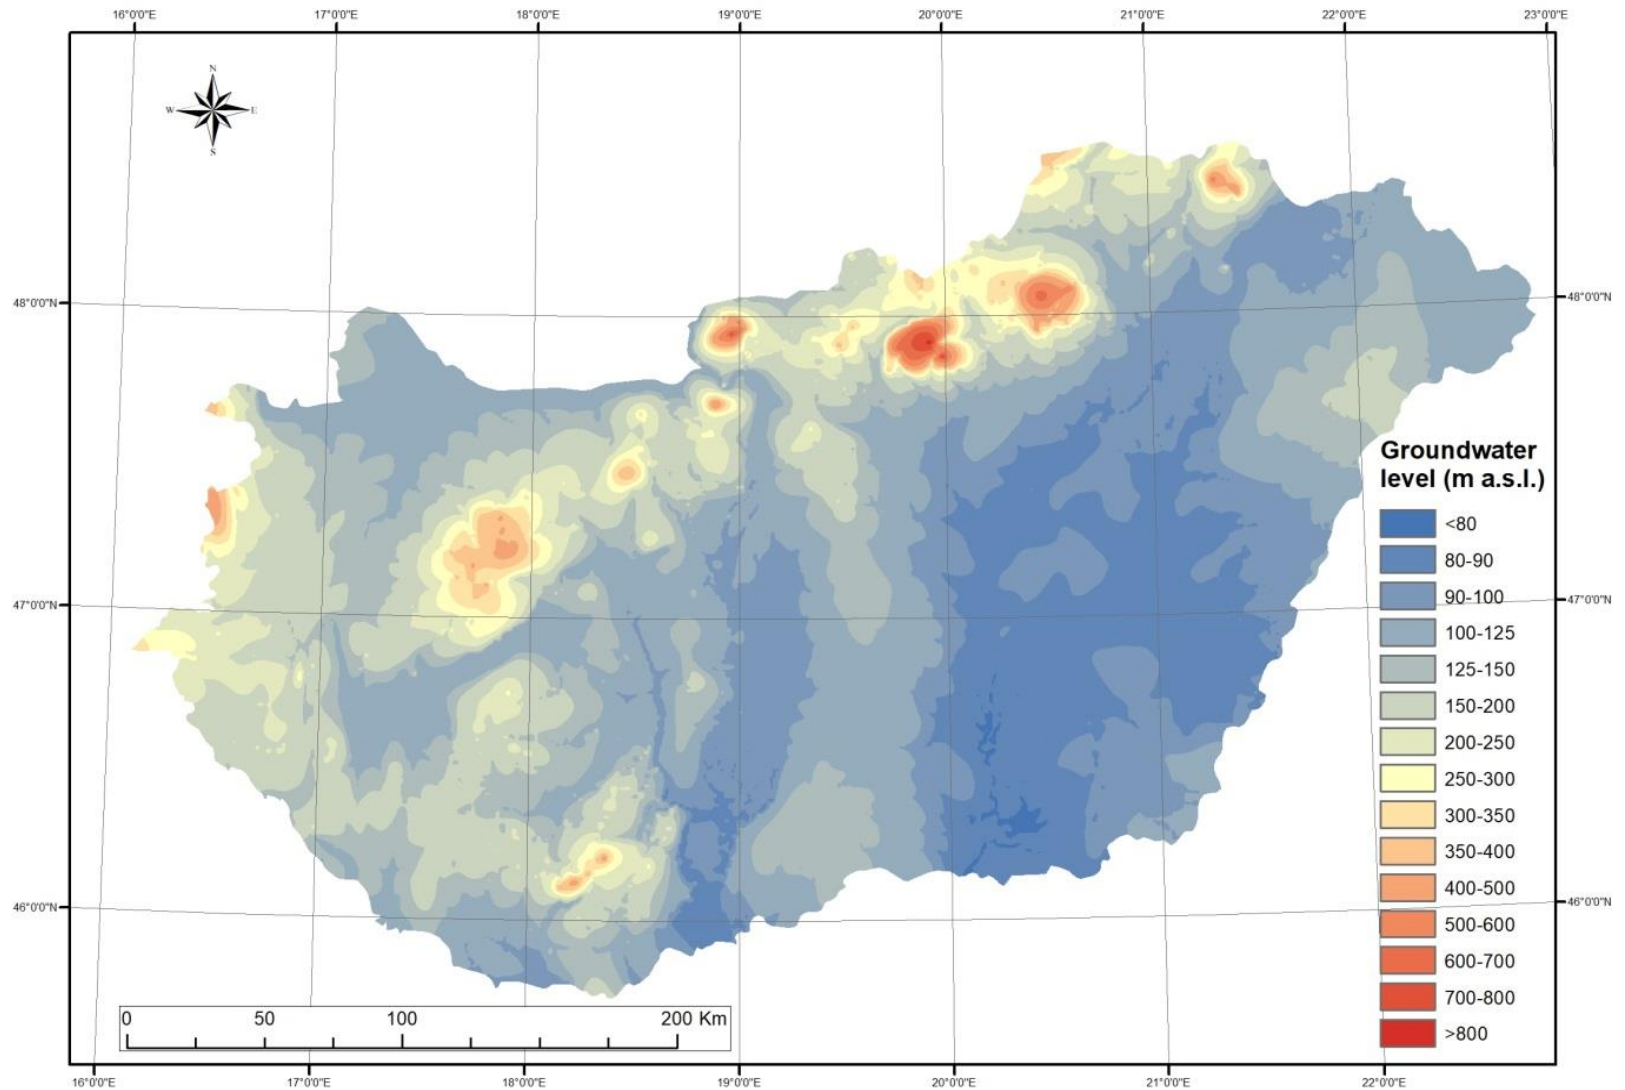 16°0'0"E 17°0'0"E 18°0'0"E 19°0'0"E 20°0'0"E 21°0'0"E 22°0'0"E 23°0'0"E
N
W E
S
48°0'0"N 48°0'0"N
Groundwater
level (m a.s.l.)
<80
80-90
90-100
47°0'0"N 47°0'0"N
100-125
125-150
150-200
200-250
250-300
300-350
350-400
400-500
46°0'0"N 46°0'0"N
500-600
600-700
700-800
>800
0 50 100 200 Km
16°0'0"E 17°0'0"E 18°0'0"E 19°0'0"E 20°0'0"E 21°0'0"E 22°0'0"E